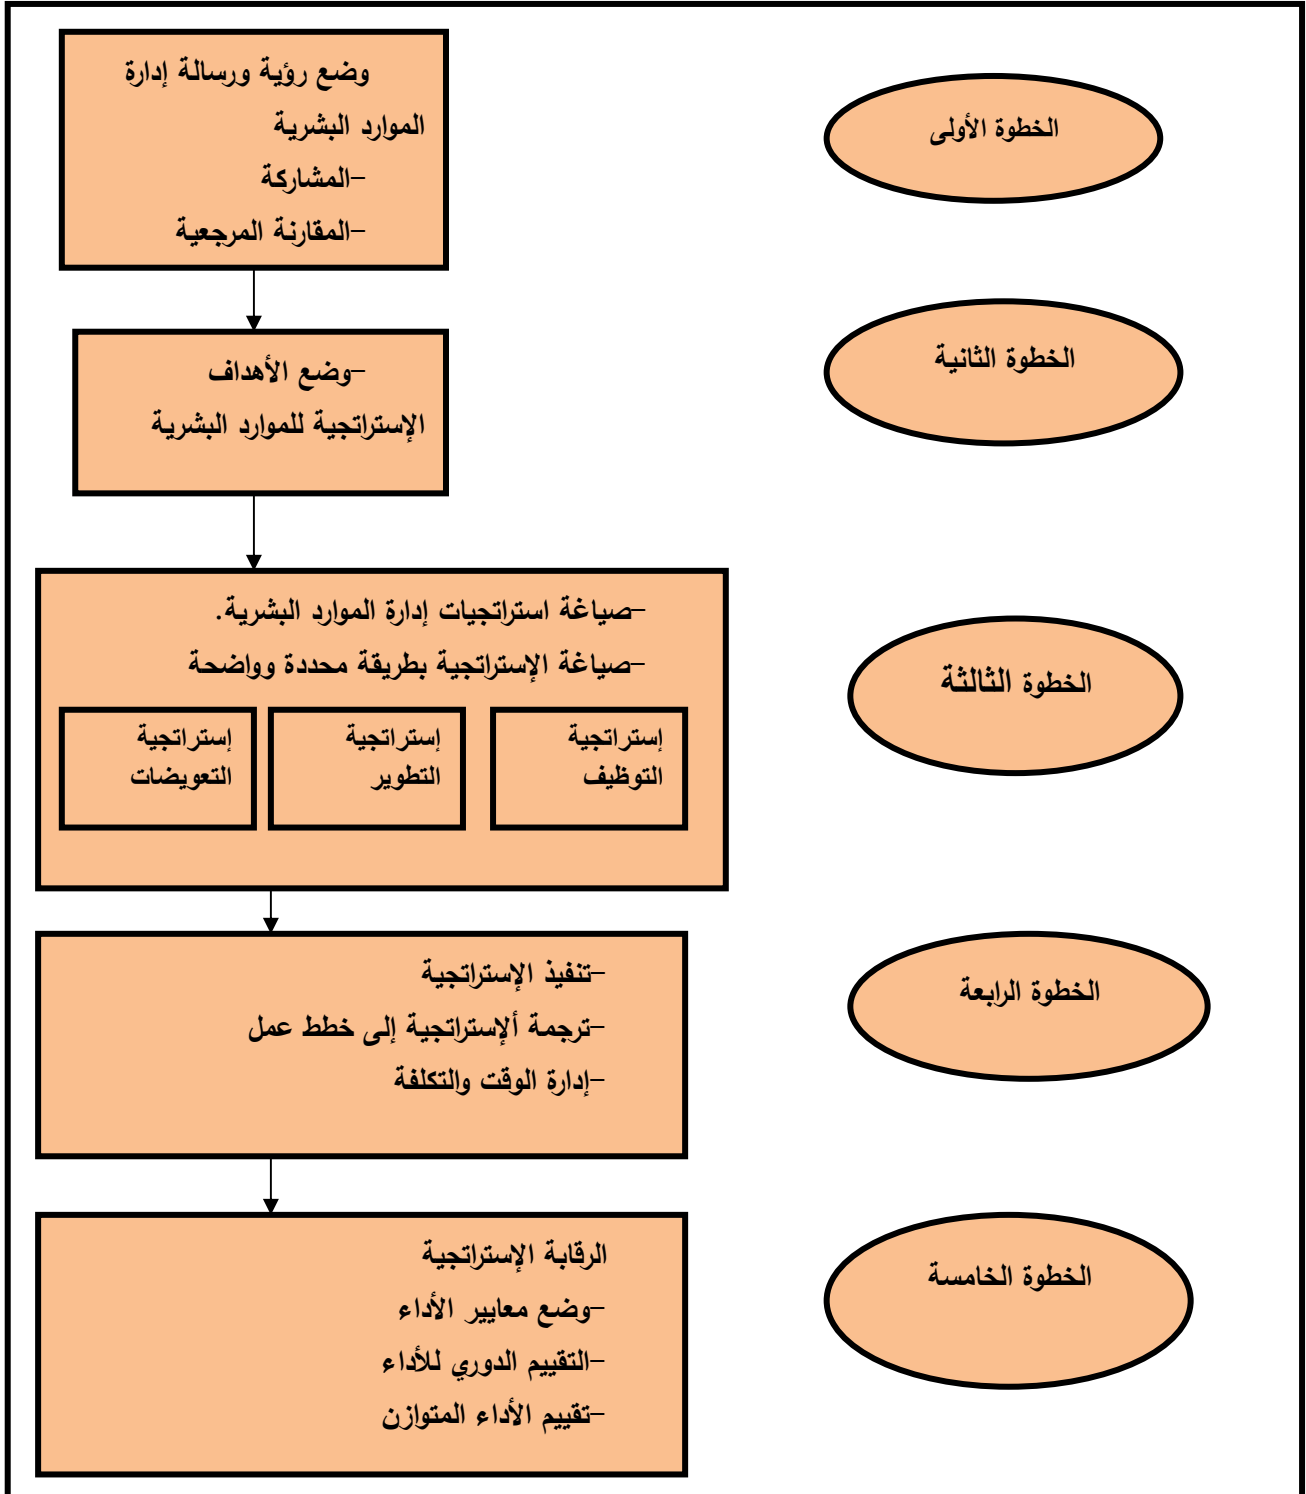 الخطوة الأولى
وضع رؤية ورسالة إدارة
الموارد البشرية
-المشاركة
-المقارنة المرجعية
الخطوة الثانية
-وضع الأهداف
الإستراتجية للموارد البشرية
الخطوة الثالثة
-صياغة استراتجيات إدارة الموارد البشرية.
-صياغة الإستراتجية بطريقة محددة وواضحة
إستراتجية
التوظيف
إستراتجية
التطوير
إستراتجية
التعويضات
الخطوة الرابعة
-تنفيذ الإستراتجية
-ترجمة ألإستراتجية إلى خطط عمل
-إدارة الوقت والتكلفة
الخطوة الخامسة
الرقابة الإستراتجية
-وضع معايير الأداء
-التقييم الدوري للأداء
-تقييم الأداء المتوازن